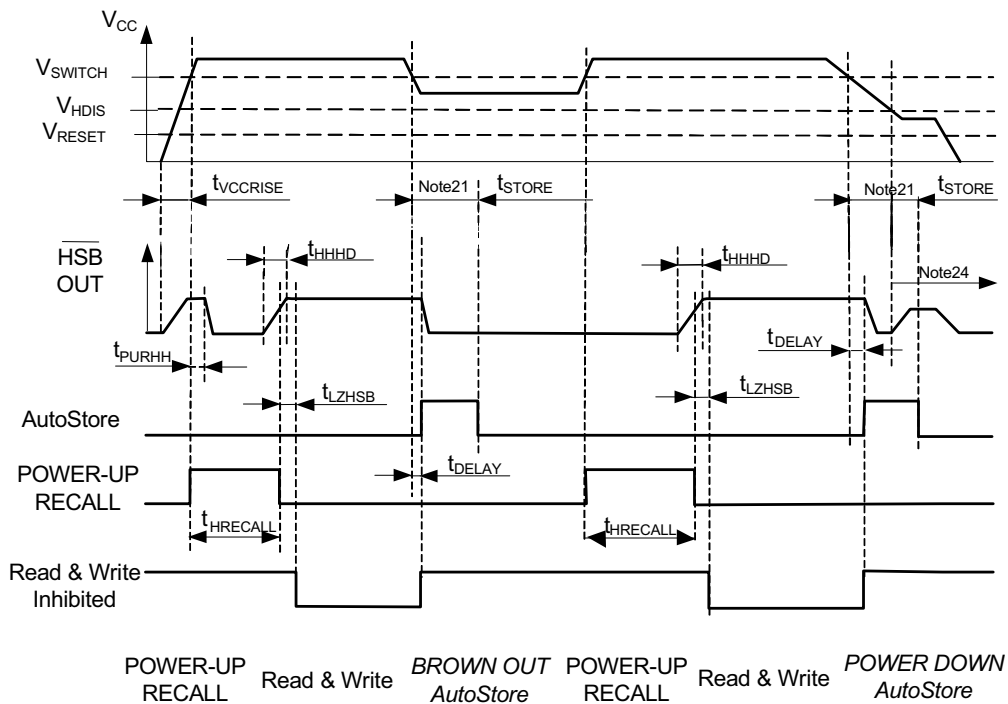 VCC
VSWITCH
VHDIS
VRESET
tVCCRISE
Note21
tSTORE
Note21
tSTORE
HSB
OUT
tHHHD
tHHHD
Note24
tPURHH
tDELAY
tLZHSB
tLZHSB
AutoStore
POWER-UP
RECALL
tDELAY
tHRECALL
tHRECALL
Read & Write
Inhibited
POWER-UP
RECALL
Read & Write
BROWN OUT
AutoStore
POWER-UP
RECALL
Read & Write
POWER DOWN
AutoStore